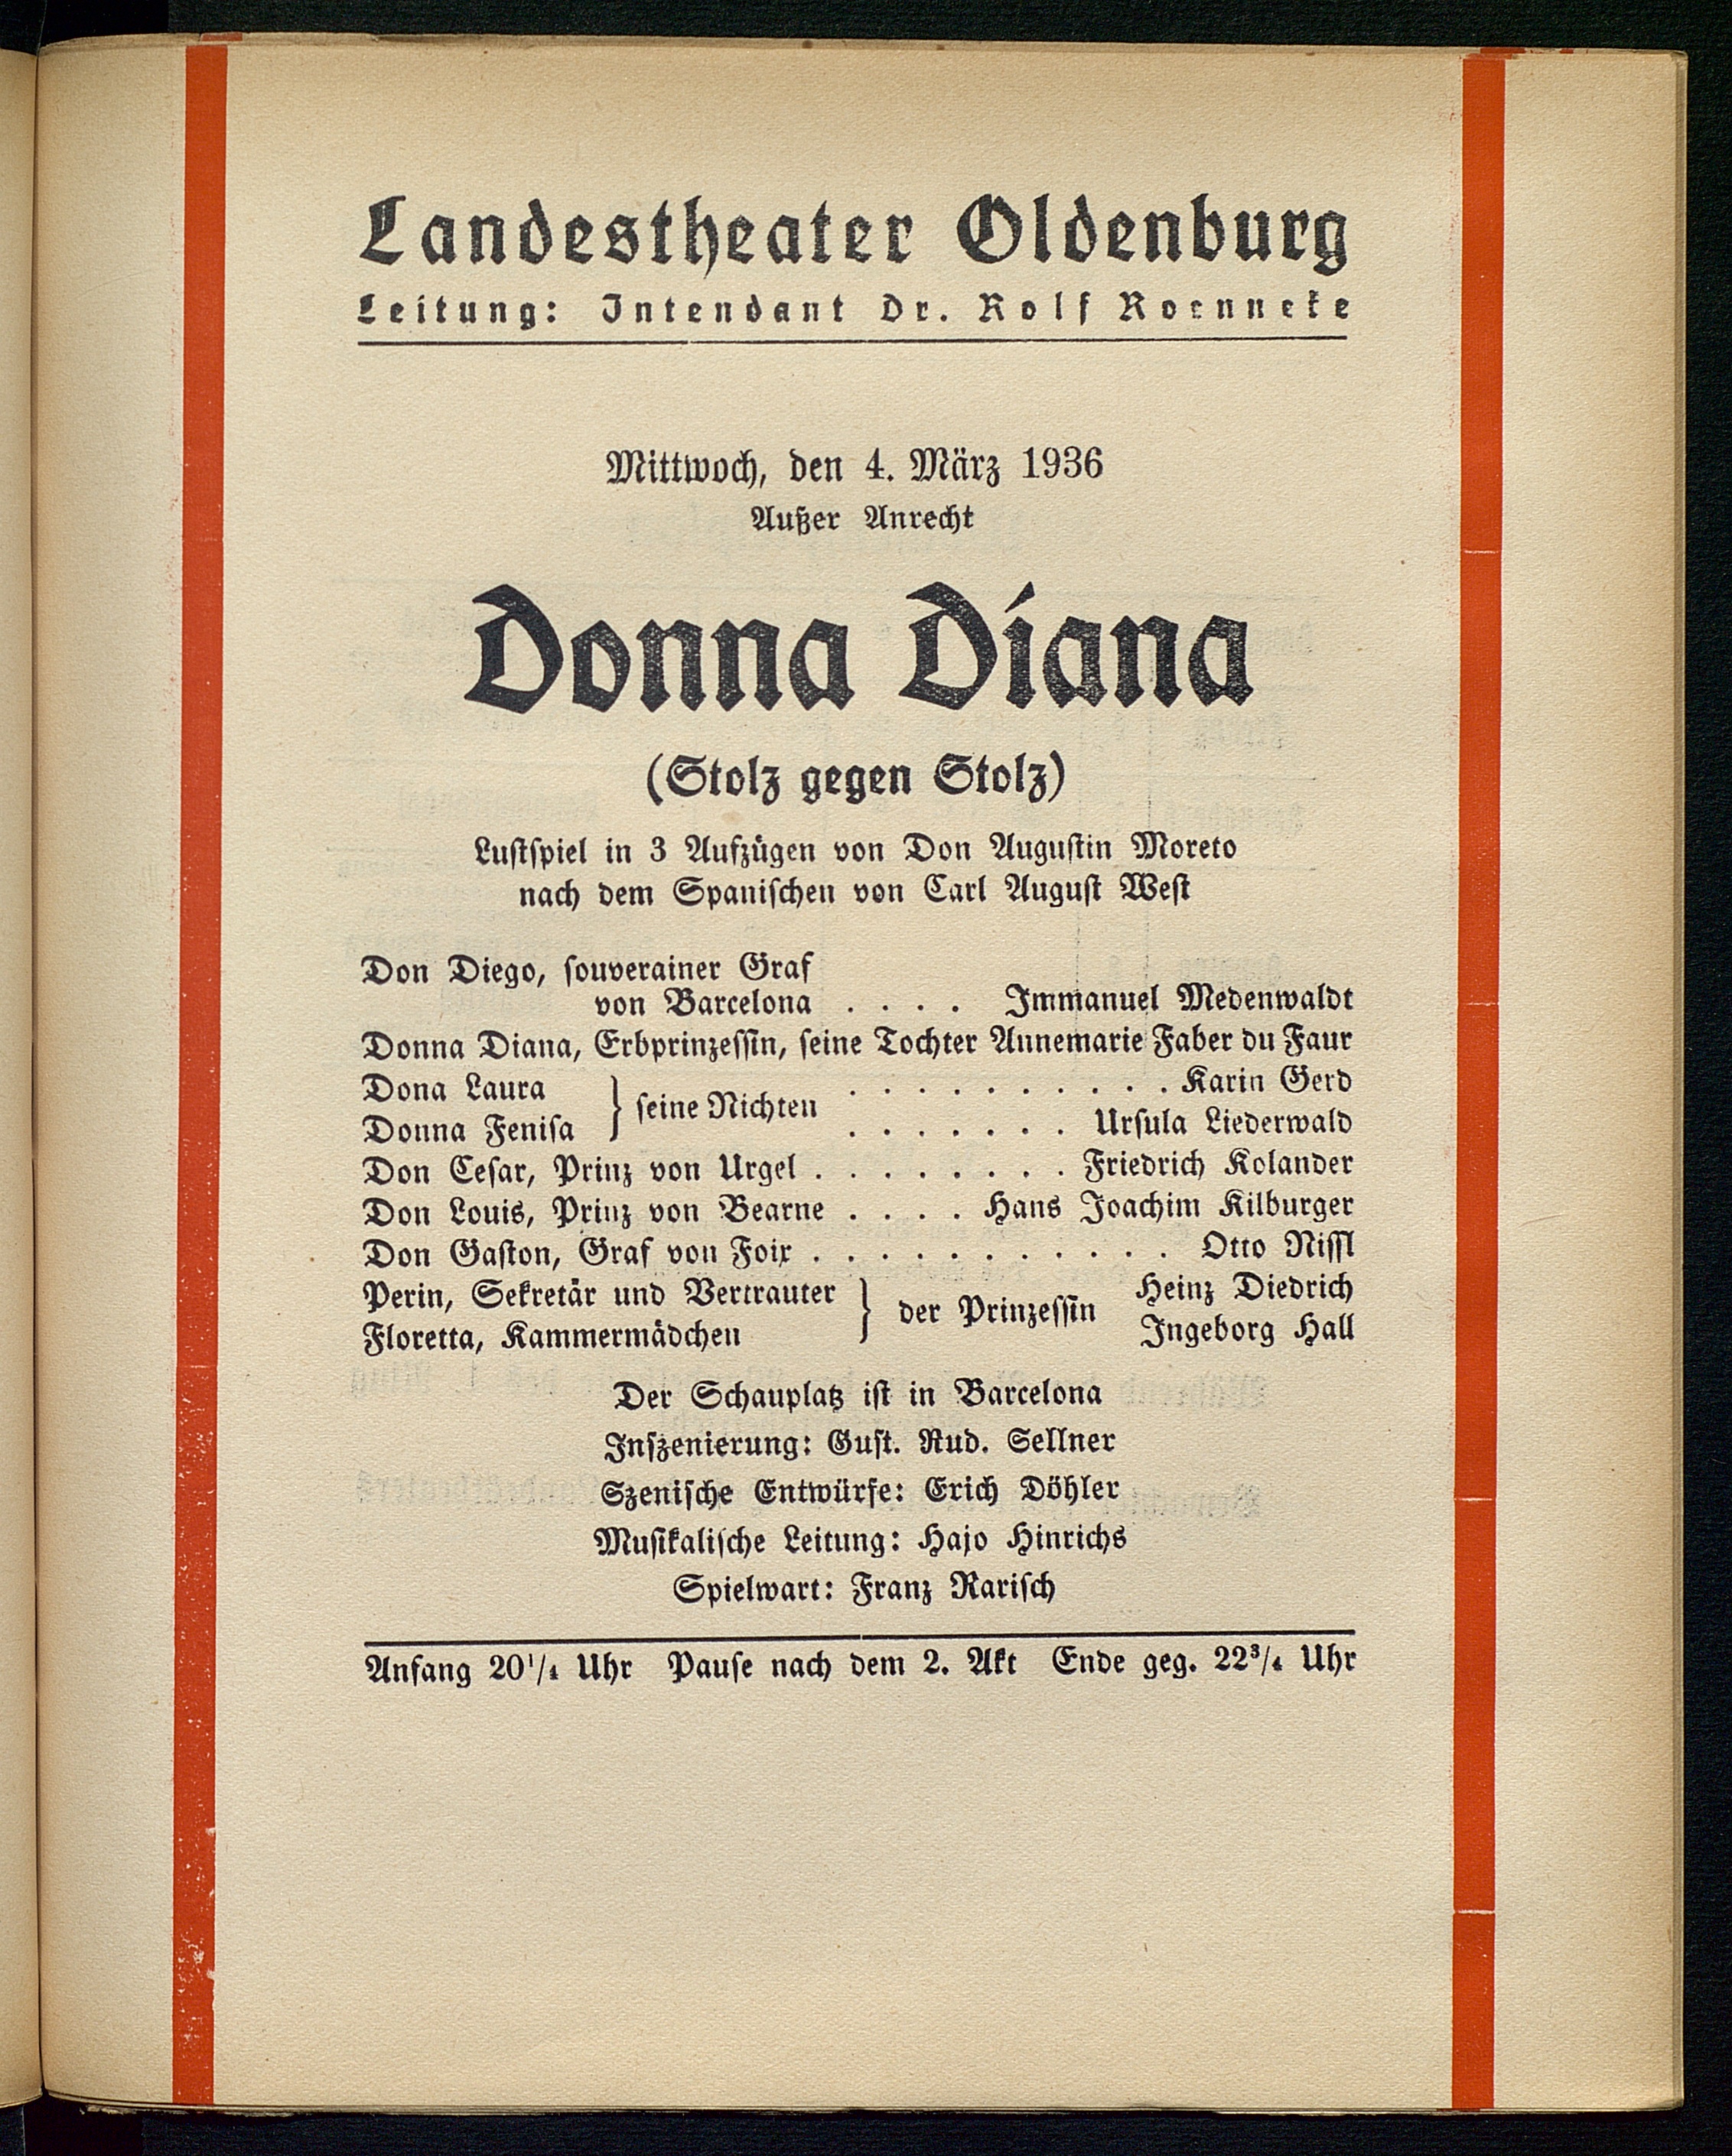 Landestheater Oldenburg
Leitung: Intendant Dr. Rolf Roenneke
Mittwoch, den 4. März 1936
Außer Anrecht
Donna Diana
(Stolz gegen Stolz)
Lustspiel in 3 Aufzügen von Don Augustin Moreto
nach dem Spanischen von Carl August West
Don Diego, souverainer Graf
von Barcelona . . . . Immanuel Medenwaldt
Donna Diana, Erbprinzessin, seine Tochter Annemarie Faber du Faur
Dona Laura } seine Nichten . . . . . . . . . . Karin Gerd
Donna Fenisa . . . . . . . Ursula Liederwald
Don Cesar, Prinz von Urgel . . . . . . . . Friedrich Kolander
Don Louis, Prinz von Bearne . . . . Hans Joachim Kilburger
Don Gaston, Graf von Foix . . . . . . . . . . . Otto Nissl
Perin, Sekretär und Vertrauter } der Prinzessin Heinz Diedrich
Floretta, Kammermädchen Ingeborg Hall
Der Schauplatz ist in Barcelona
Inszenierung: Gust. Rud. Sellner
Szenische Entwürfe: Erich Döhler
Musikalische Leitung: Hajo Hinrichs
Spielwart: Franz Rarisch
Anfang 20¹/₄ Uhr Pause nach dem 2. Akt Ende geg. 22³/₄ Uhr